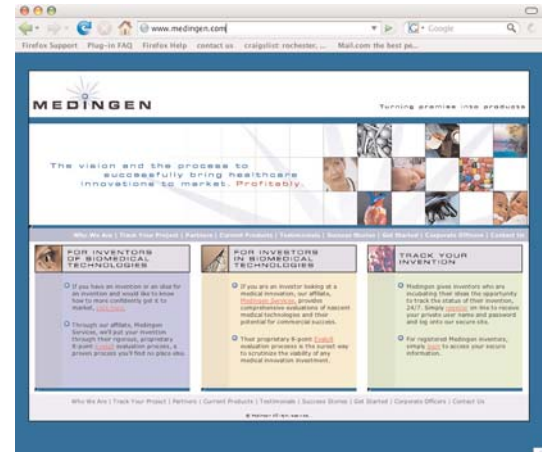 www.medingen.com
Google
Firefox Support Plug-in FAQ Firefox Help contact us craigslist: rochester, ... Mail.com the best pe...
MEDINGEN
Turning promise into products
The vision and the process to
successfully bring healthcare
innovations to market. Profitably.
Who We Are | Track Your Project | Partners | Current Products | Testimonials | Success Stories | Get Started | Corporate Officers | Contact Us
FOR INVENTORS
OF BIOMEDICAL
TECHNOLOGIES
If you have an invention or an idea for
an invention and would like to know
how to more confidently get it to
market, click here.
Through our affiliate, Medingen
Services, we'll put your invention
through their rigorous, proprietary
8-point evaluation process, a
proven process you'll find no place else.
FOR INVESTORS
IN BIOMEDICAL
TECHNOLOGIES
If you are an investor looking at a
medical innovation, our affiliate,
Medingen Services, provides
comprehensive evaluations of nascent
medical technologies and their
potential for commercial success.
Their proprietary 8-point
evaluation process is the surest way
to scrutinize the viability of any
medical innovation investment.
TRACK YOUR
INVENTION
Medingen gives inventors who are
incubating their ideas the opportunity
to track the status of their invention,
24/7. Simply register on line to receive
your private user name and password
and log onto our secure site.
For registered Medingen inventors,
simply to access your secure
information.
Who We Are | Track Your Project | Partners | Current Products | Testimonials | Success Stories | Get Started | Corporate Officers | Contact Us
© Medingen All rights reserved.